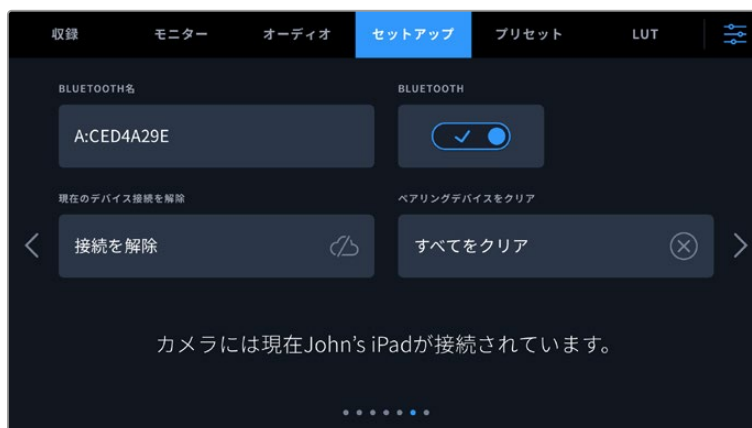 収録 モニター オーディオ セットアップ プリセット LUT
BLUETOOTH名 BLUETOOTH
A:CED4A29E
現在のデバイス接続を解除 ペアリングデバイスをクリア
接続を解除 すべてをクリア
カメラには現在John’s iPadが接続されています。